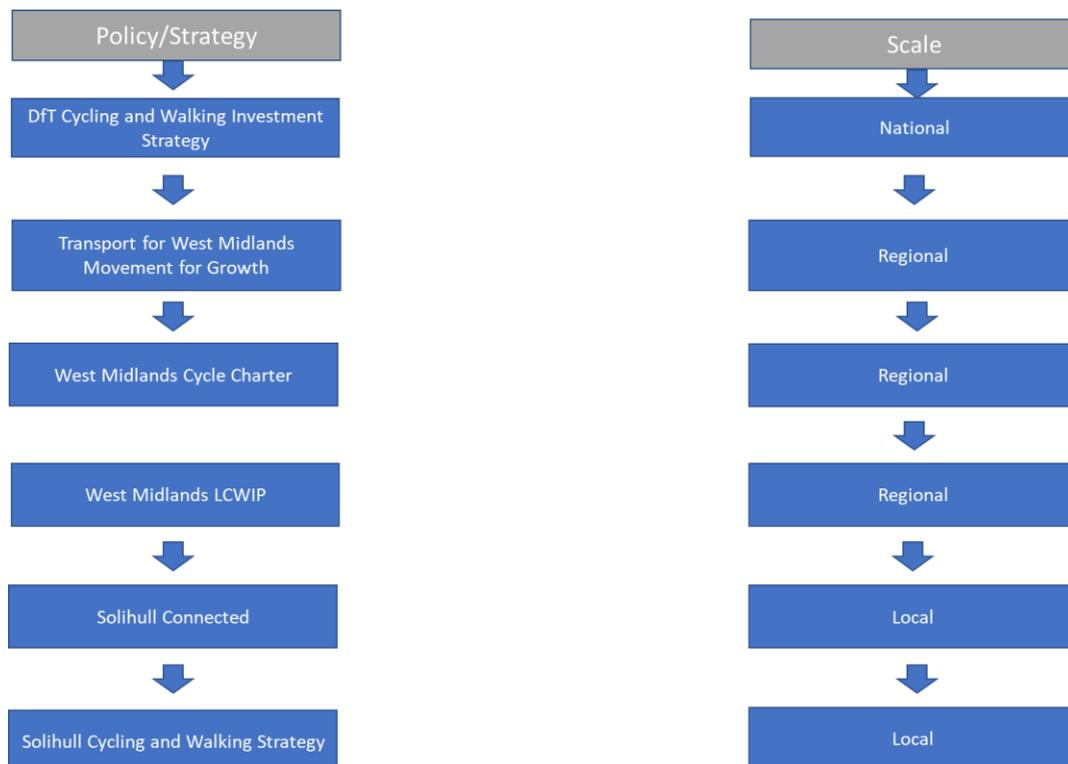 Policy/Strategy
Scale
DfT Cycling and Walking Investment
Strategy
National
Transport for West Midlands
Movement for Growth
Regional
West Midlands Cycle Charter
Regional
West Midlands LCWIP
Regional
Solihull Connected
Local
Solihull Cycling and Walking Strategy
Local